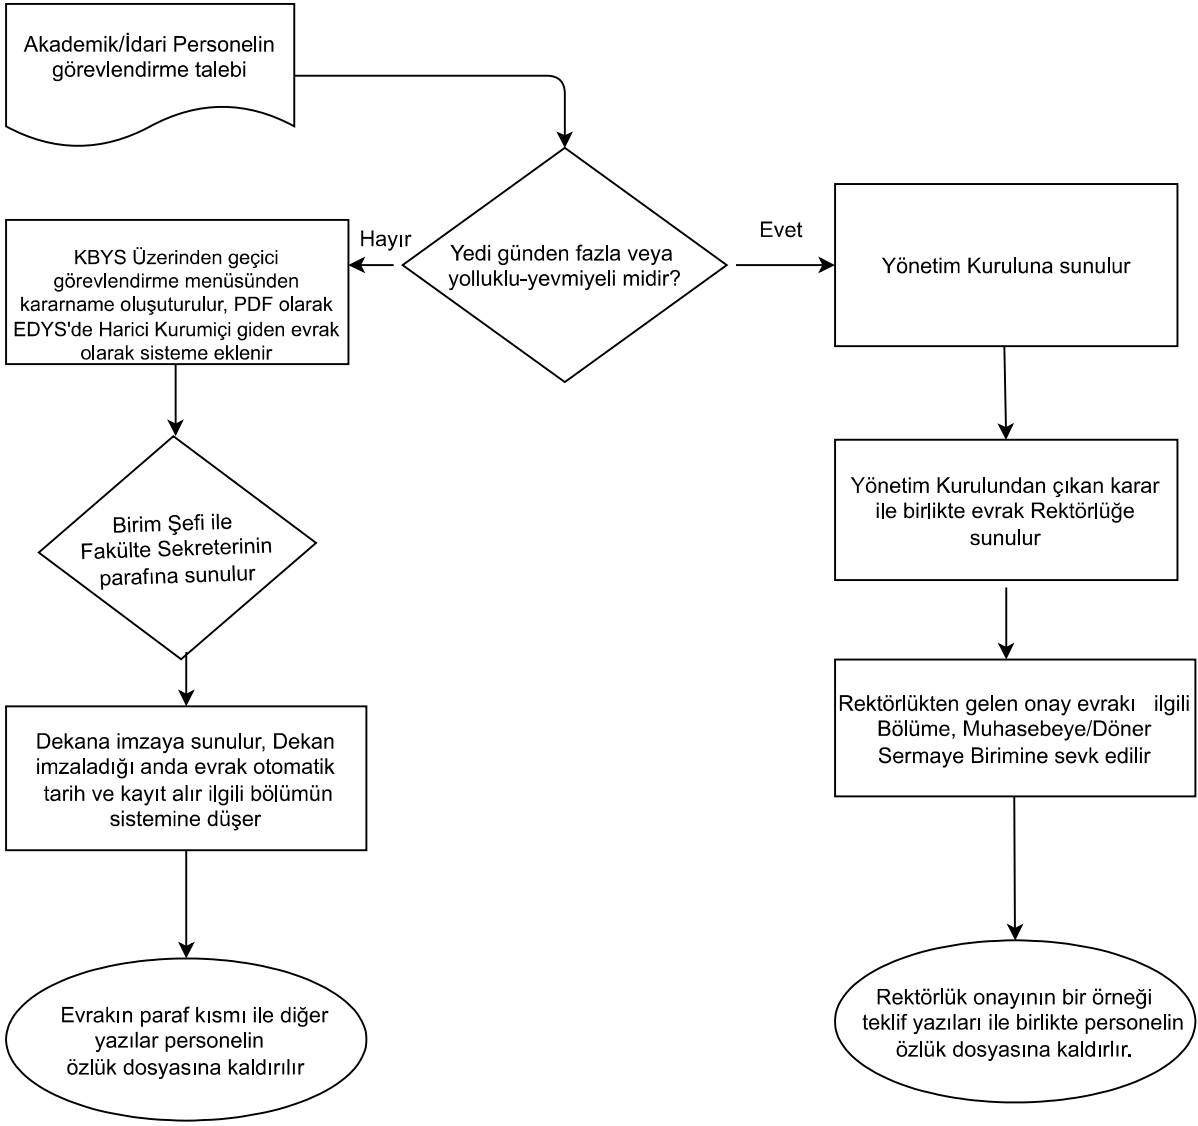 Akademik/İdari Personelin
görevlendirme talebi
Yedi günden fazla veya
yolluklu-yevmiyeli midir?
Hayır
Evet
KBYS Üzerinden geçici
görevlendirme menüsünden
kararname oluşuturulur, PDF olarak
EDYS'de Harici Kurumiçi giden evrak
olarak sisteme eklenir
Birim Şefi ile
Fakülte Sekreterinin
parafına sunulur
Dekana imzaya sunulur, Dekan
imzaladığı anda evrak otomatik
tarih ve kayıt alır ilgili bölümün
sistemine düşer
Evrakın paraf kısmı ile diğer
yazılar personelin
özlük dosyasına kaldırılır
Yönetim Kuruluna sunulur
Yönetim Kurulundan çıkan karar
ile birlikte evrak Rektörlüğe
sunulur
Rektörlükten gelen onay evrakı ilgili
Bölüme, Muhasebeye/Döner
Sermaye Birimine sevk edilir
Rektörlük onayının bir örneği
teklif yazıları ile birlikte personelin
özlük dosyasına kaldırlır.